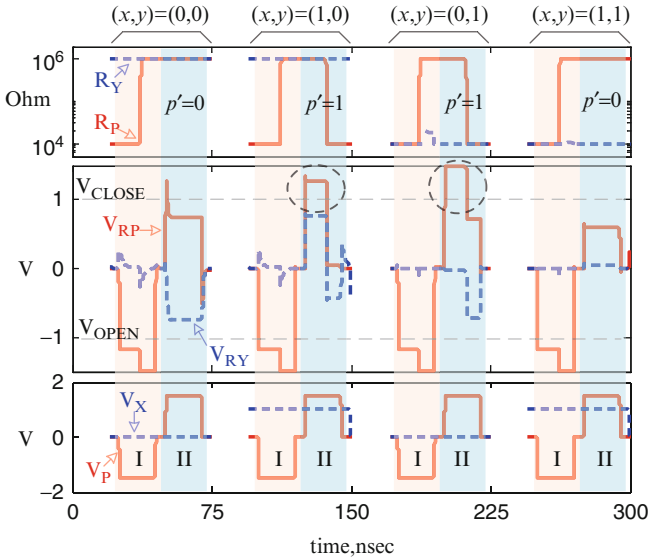 (x,y)=(0,0) (x,y)=(1,0) (x,y)=(0,1) (x,y)=(1,1)
10⁶
R_Y
Ohm
p′=0 p′=1 p′=1 p′=0
R_P
10⁴
V_CLOSE
1
V_RP
V 0
V_OPEN
−1
V_RY
2
V_X
V 0
V_P I II I II I II I II
−2
0 75 150 225 300
time,nsec